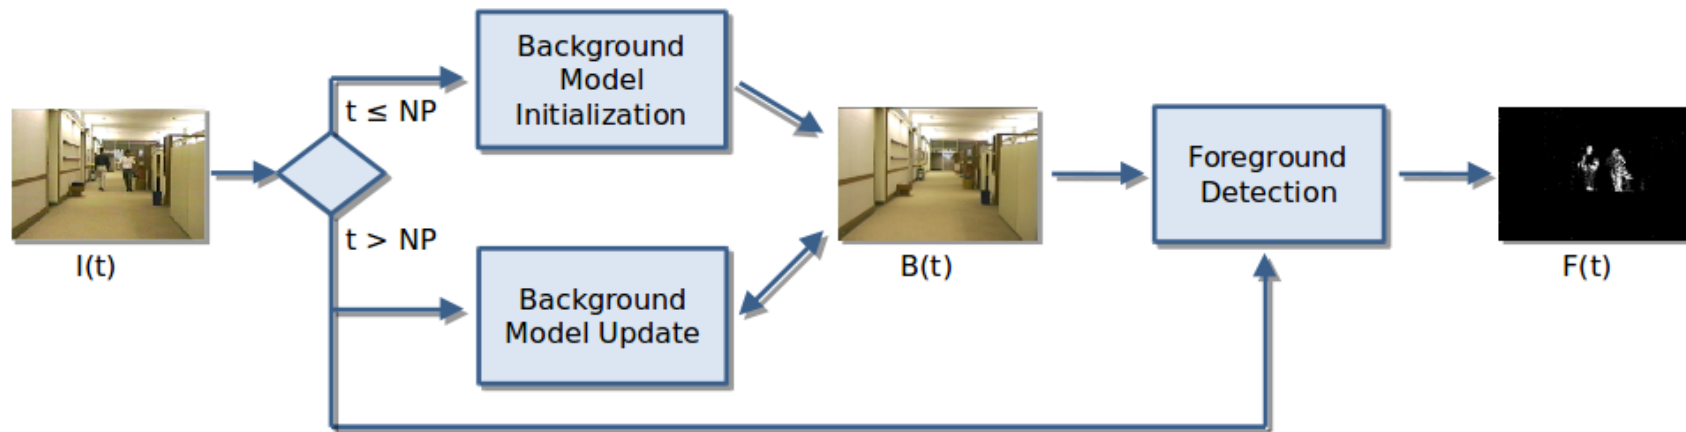 Background
Model
Initialization
t ≤ NP
I(t)
t > NP
Background
Model Update
B(t)
Foreground
Detection
F(t)